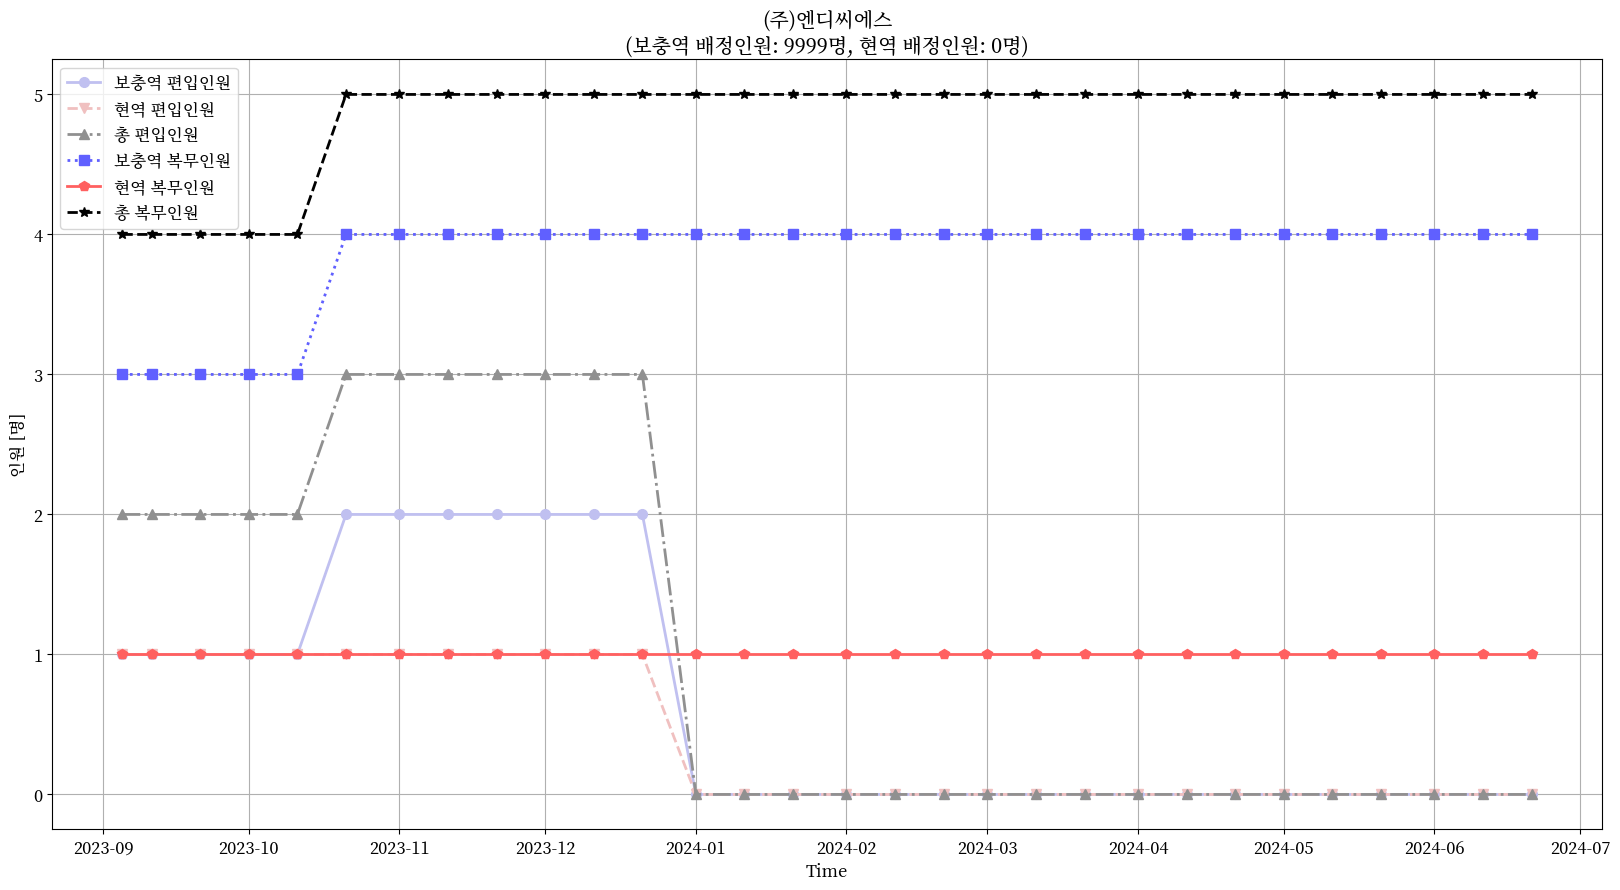 (주)엔디씨에스
(보충역 배정인원: 9999명, 현역 배정인원: 0명)
보충역 편입인원
현역 편입인원
총 편입인원
보충역 복무인원
현역 복무인원
총 복무인원
5
4
3
2
1
0
인원 [명]
2023-09
2023-10
2023-11
2023-12
2024-01
2024-02
2024-03
2024-04
2024-05
2024-06
2024-07
Time